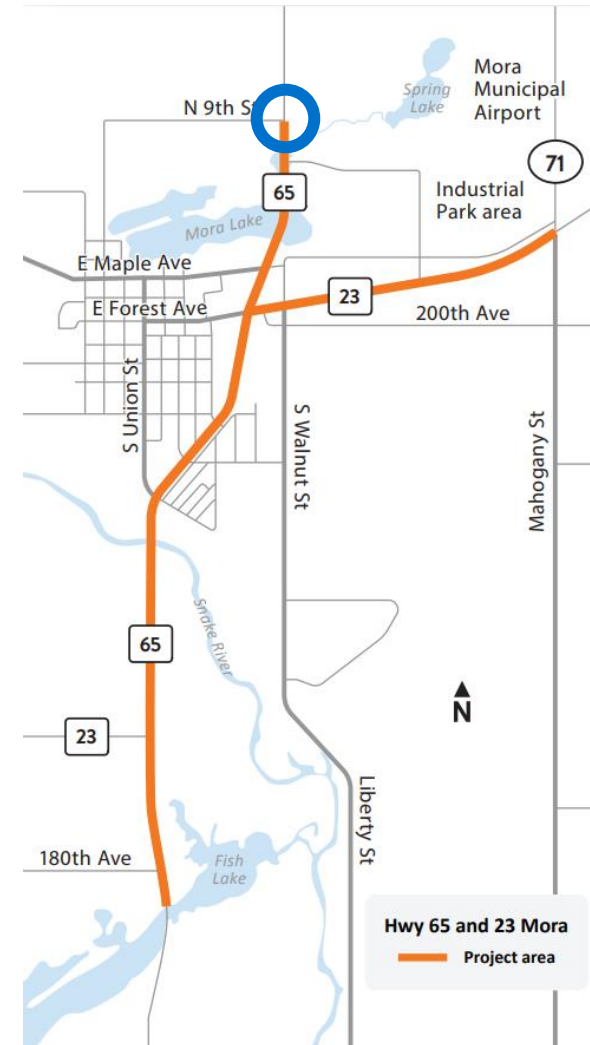 N 9th St
Spring
Lake
Mora
Municipal
Airport
71
65
Industrial
Park area
Mora Lake
E Maple Ave
23
E Forest Ave
200th Ave
S Union St
S Walnut St
Mahogany St
Snake River
65
N
23
Liberty St
180th Ave
Fish
Lake
Hwy 65 and 23 Mora
Project area